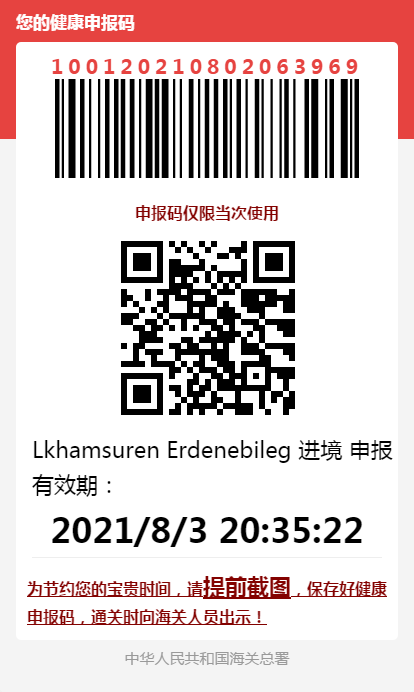 您的健康申报码
100120210802063969
申报码仅限当次使用
Lkhamsuren Erdenebileg 进境 申报
有效期：
2021/8/3 20:35:22
为节约您的宝贵时间，请提前截图，保存好健康
申报码，通关时向海关人员出示！
中华人民共和国海关总署